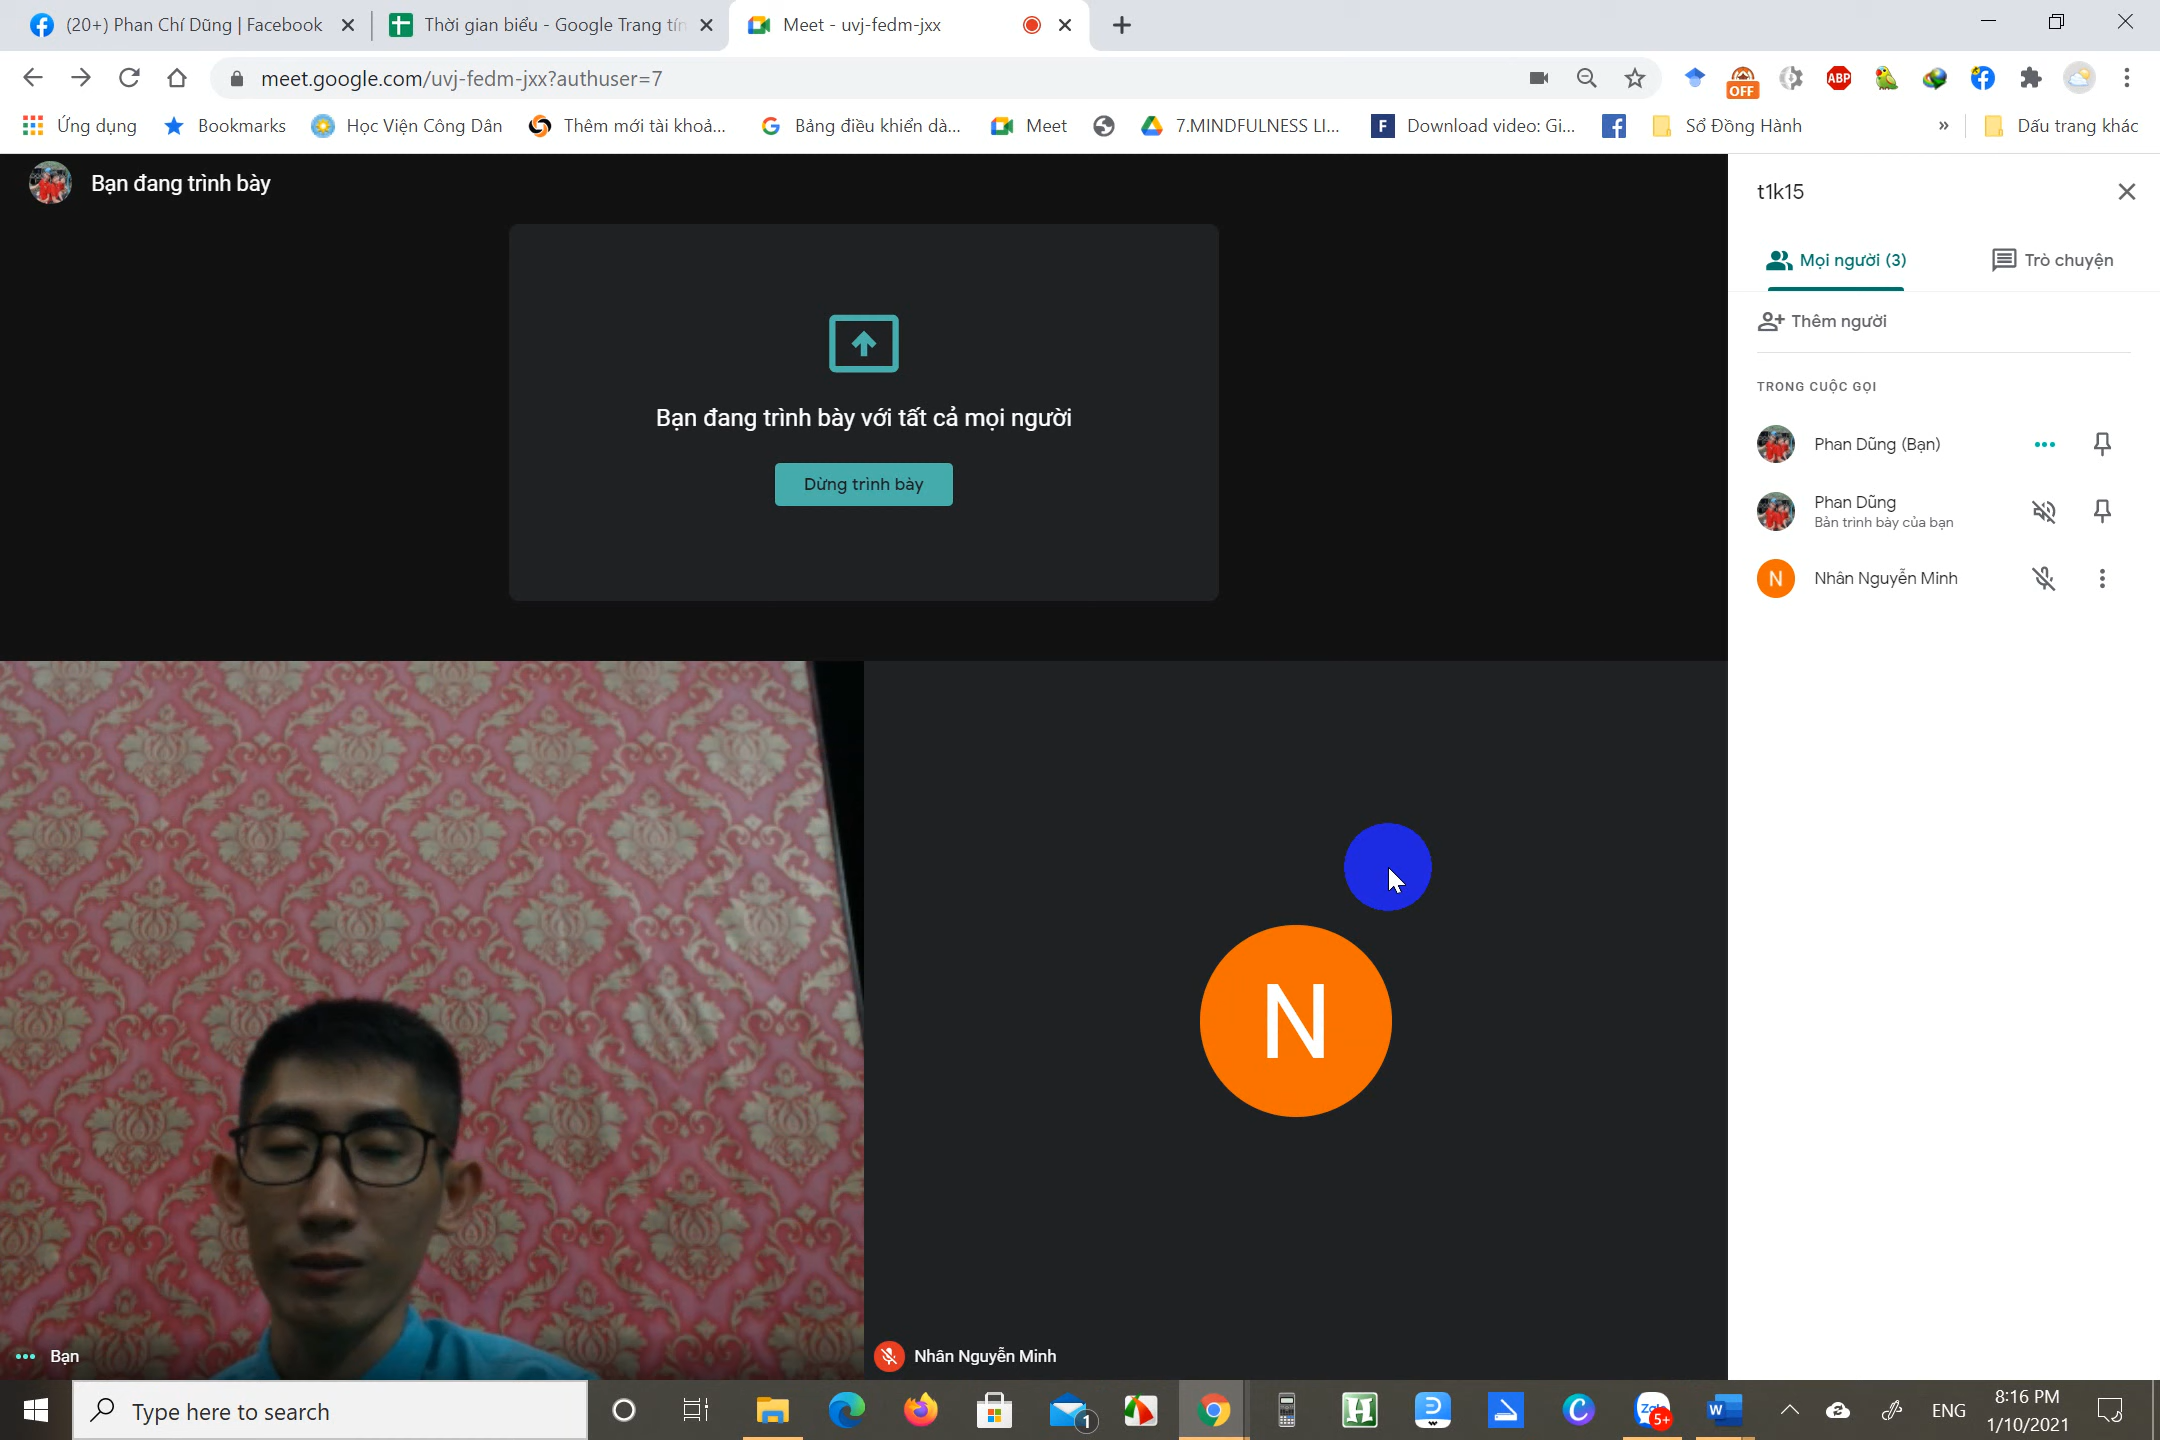 (20+) Phan Chí Dũng | Facebook
Thời gian biểu - Google Trang tín
Meet - uvj-fedm-jxx
meet.google.com/uvj-fedm-jxx?authuser=7
OFF
ABP
Ứng dụng
Bookmarks
Học Viện Công Dân
Thêm mới tài khoả...
Bảng điều khiển dà...
Meet
7.MINDFULNESS LI...
F
Download video: Gi...
Sổ Đồng Hành
»
Dấu trang khác
Bạn đang trình bày
Bạn đang trình bày với tất cả mọi người
Dừng trình bày
t1k15
Mọi người (3)
Trò chuyện
Thêm người
TRONG CUỘC GỌI
Phan Dũng (Bạn)
Phan Dũng
Bản trình bày của bạn
N
Nhân Nguyễn Minh
N
Bạn
Nhân Nguyễn Minh
Type here to search
1
Zalo
5+
W
ENG
8:16 PM
1/10/2021